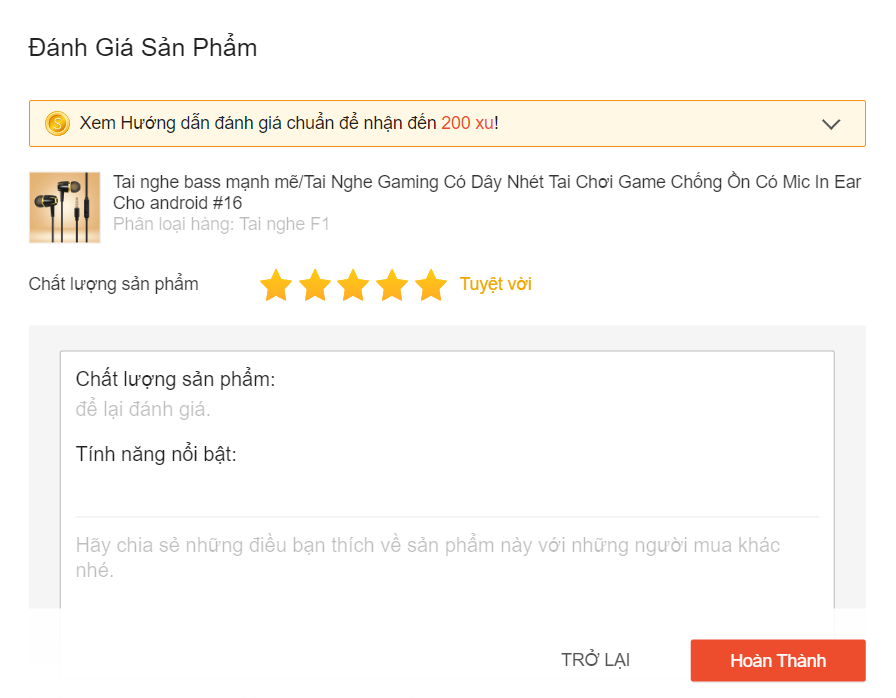 Đánh Giá Sản Phẩm
Xem Hướng dẫn đánh giá chuẩn để nhận đến 200 xu!
Tai nghe bass mạnh mẽ/Tai Nghe Gaming Có Dây Nhét Tai Chơi Game Chống Ồn Có Mic In Ear
Cho android #16
Phân loại hàng: Tai nghe F1
Chất lượng sản phẩm
Tuyệt vời
Chất lượng sản phẩm:
để lại đánh giá.
Tính năng nổi bật:
Hãy chia sẻ những điều bạn thích về sản phẩm này với những người mua khác
nhé.
TRỞ LẠI
Hoàn Thành